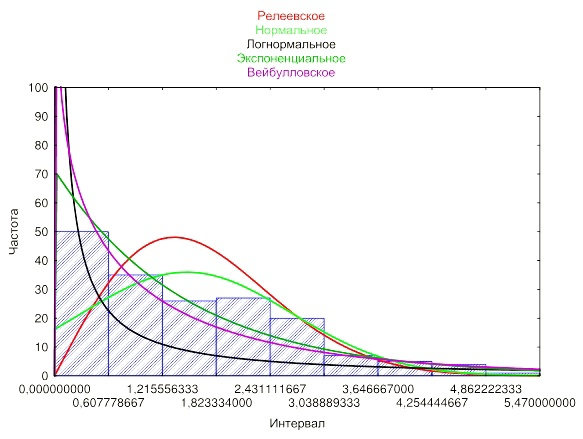 Релеевское
Нормальное
Логнормальное
Экспоненциальное
Вейбулловское
100
90
80
70
60
50
40
30
20
10
0
Частота
0.000000000 1.215556333 2.431111667 3.646667000 4.862222333
0.607778667 1.823334000 3.038889333 4.254444667 5.470000000
Интервал